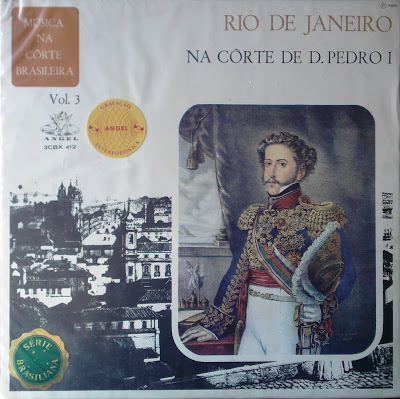 MÚSICA
NA
CÔRTE
BRASILEIRA
Vol. 3
ANGEL
3CBX 412
GRAVAÇÃO
ANGEL
ESTEREOFÔNICA
RIO DE JANEIRO
NA CÔRTE DE D. PEDRO I
SÉRIE
BRASILIANA